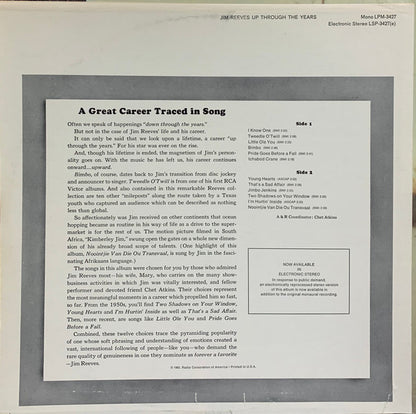 JIM REEVES UP THROUGH THE YEARS
Mono LPM-3427
Electronic Stereo LSP-3427(e)
A Great Career Traced in Song
Often we speak of happenings "down through the years."
But not in the case of Jim Reeves' life and his career.
It can only be said that we look upon a lifetime, a career "up
through the years." For his star was ever on the rise.
And, though his lifetime is ended, the magnetism of Jim's person-
ality goes on. With the music he has left us, his career continues
onward...upward.
Bimbo, of course, dates back to Jim's transition from disc jockey
and announcer to singer. Tweedle O'Twill is from one of his first RCA
Victor albums. And also contained in this remarkable Reeves collec-
tion are ten other "mileposts" along the route taken by a Texas
youth who captured an audience which can be described as nothing
less than global.
So affectionately was Jim received on other continents that ocean
hopping became as routine in his way of life as a drive to the super-
market is for the rest of us. The motion picture filmed in South
Africa, "Kimberley Jim," swung open the gates on a whole new dimen-
sion of his already broad scope of talents. (One highlight of this
album, Noointjie Van Die Ou Transvaal, is sung by Jim in the fasci-
nating Afrikaans language.)
The songs in this album were chosen for you by those who admired
Jim Reeves most—his wife, Mary, who carries on the many show-
business activities in which Jim was vitally interested, and fellow
performer and devoted friend Chet Atkins. Their choices represent
the most meaningful moments in a career which propelled him so fast,
so far. From the 1950s, you'll find Two Shadows on Your Window,
Young Hearts and I'm Hurtin' Inside as well as That's a Sad Affair.
Then, more recent, are songs like Little Ole You and Pride Goes
Before a Fall.
Combined, these twelve choices trace the pyramiding popularity
of one whose soft phrasing and understanding of emotions created a
vast, international following of people—like you—who demand the
rare quality of genuineness in one they nominate as forever a favorite
—Jim Reeves.
Side 1
I Know One
Tweedle O'Twill
Little Ole You
Bimbo
Pride Goes Before a Fall
Ichabod Crane
Side 2
Young Hearts
That's a Sad Affair
Jimbo Jenkins
Two Shadows on Your Window
I'm Hurtin' Inside
Nooientjie Van Die Ou Transvaal
A & R Coordinator: Chet Atkins
NOW AVAILABLE
IN
ELECTRONIC STEREO
In response to public demand,
an electronically reprocessed stereo version
of this album is now available in
addition to the original monaural recording.
© 1965, Radio Corporation of America • Printed in U.S.A.